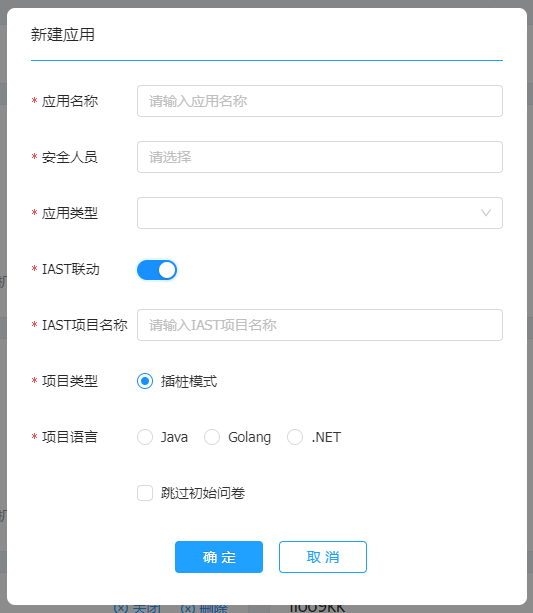 新建应用
* 应用名称 请输入应用名称
* 安全人员 请选择
* 应用类型
* IAST联动
* IAST项目名称 请输入IAST项目名称
* 项目类型 插桩模式
* 项目语言 Java Golang .NET
跳过初始问卷
确 定 取 消
关闭 删除